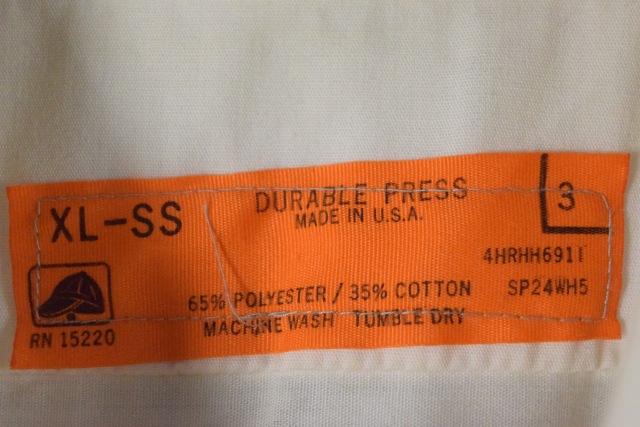 XL-SS
DURABLE PRESS
MADE IN U.S.A.
3
4HRHH6911
65% POLYESTER / 35% COTTON
SP24WH5
MACHINE WASH TUMBLE DRY
RN 15220